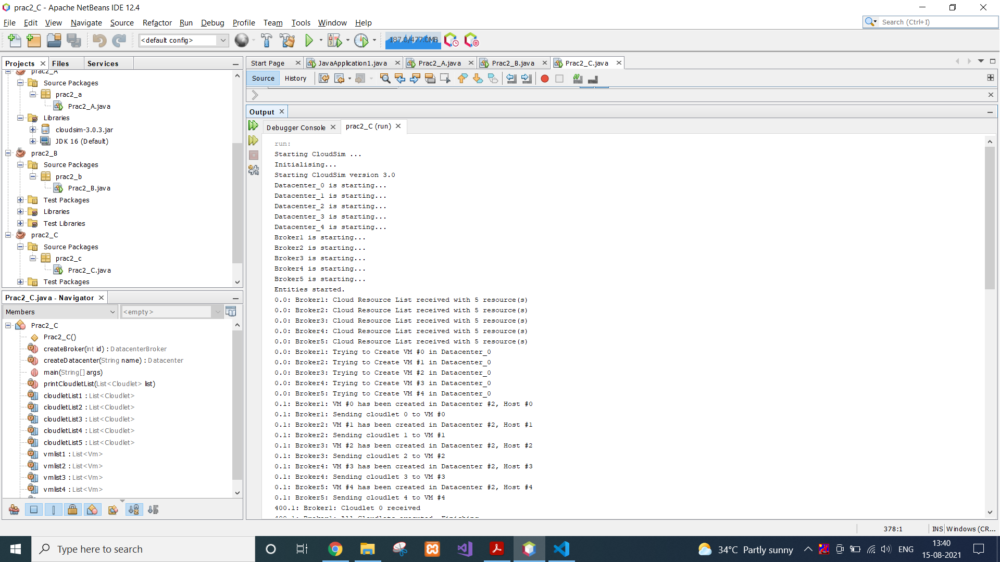 prac2_C - Apache NetBeans IDE 12.4
File Edit View Navigate Source Refactor Run Debug Profile Team Tools Window Help
Search (Ctrl+I)
<default config>
187.0/477.0MB
Projects Files Services
prac2_A
Source Packages
prac2_a
Prac2_A.java
Libraries
cloudsim-3.0.3.jar
JDK 16 (Default)
prac2_B
Source Packages
prac2_b
Prac2_B.java
Test Packages
Libraries
Test Libraries
prac2_C
Source Packages
prac2_c
Prac2_C.java
Test Packages
Prac2_C.java - Navigator
Members <empty>
Prac2_C
Prac2_C()
createBroker(int id) : DatacenterBroker
createDatacenter(String name) : Datacenter
main(String[] args)
printCloudletList(List<Cloudlet> list)
cloudletList1 : List<Cloudlet>
cloudletList2 : List<Cloudlet>
cloudletList3 : List<Cloudlet>
cloudletList4 : List<Cloudlet>
cloudletList5 : List<Cloudlet>
vmlist1 : List<Vm>
vmlist2 : List<Vm>
vmlist3 : List<Vm>
vmlist4 : List<Vm>
Start Page JavaApplication1.java Prac2_A.java Prac2_B.java Prac2_C.java
Source History
Output
Debugger Console prac2_C (run)
run:
Starting CloudSim ...
Initialising...
Starting CloudSim version 3.0
Datacenter_0 is starting...
Datacenter_1 is starting...
Datacenter_2 is starting...
Datacenter_3 is starting...
Datacenter_4 is starting...
Broker1 is starting...
Broker2 is starting...
Broker3 is starting...
Broker4 is starting...
Broker5 is starting...
Entities started.
0.0: Broker1: Cloud Resource List received with 5 resource(s)
0.0: Broker2: Cloud Resource List received with 5 resource(s)
0.0: Broker3: Cloud Resource List received with 5 resource(s)
0.0: Broker4: Cloud Resource List received with 5 resource(s)
0.0: Broker5: Cloud Resource List received with 5 resource(s)
0.0: Broker1: Trying to Create VM #0 in Datacenter_0
0.0: Broker2: Trying to Create VM #1 in Datacenter_0
0.0: Broker3: Trying to Create VM #2 in Datacenter_0
0.0: Broker4: Trying to Create VM #3 in Datacenter_0
0.0: Broker5: Trying to Create VM #4 in Datacenter_0
0.1: Broker1: VM #0 has been created in Datacenter #2, Host #0
0.1: Broker1: Sending cloudlet 0 to VM #0
0.1: Broker2: VM #1 has been created in Datacenter #2, Host #1
0.1: Broker2: Sending cloudlet 1 to VM #1
0.1: Broker3: VM #2 has been created in Datacenter #2, Host #2
0.1: Broker3: Sending cloudlet 2 to VM #2
0.1: Broker4: VM #3 has been created in Datacenter #2, Host #3
0.1: Broker4: Sending cloudlet 3 to VM #3
0.1: Broker5: VM #4 has been created in Datacenter #2, Host #4
0.1: Broker5: Sending cloudlet 4 to VM #4
400.1: Broker1: Cloudlet 0 received
400.1: Broker1: All Cloudlets executed. Finishing...
378:1 INS Windows (CR...
Type here to search
34°C Partly sunny
ENG
13:40
15-08-2021